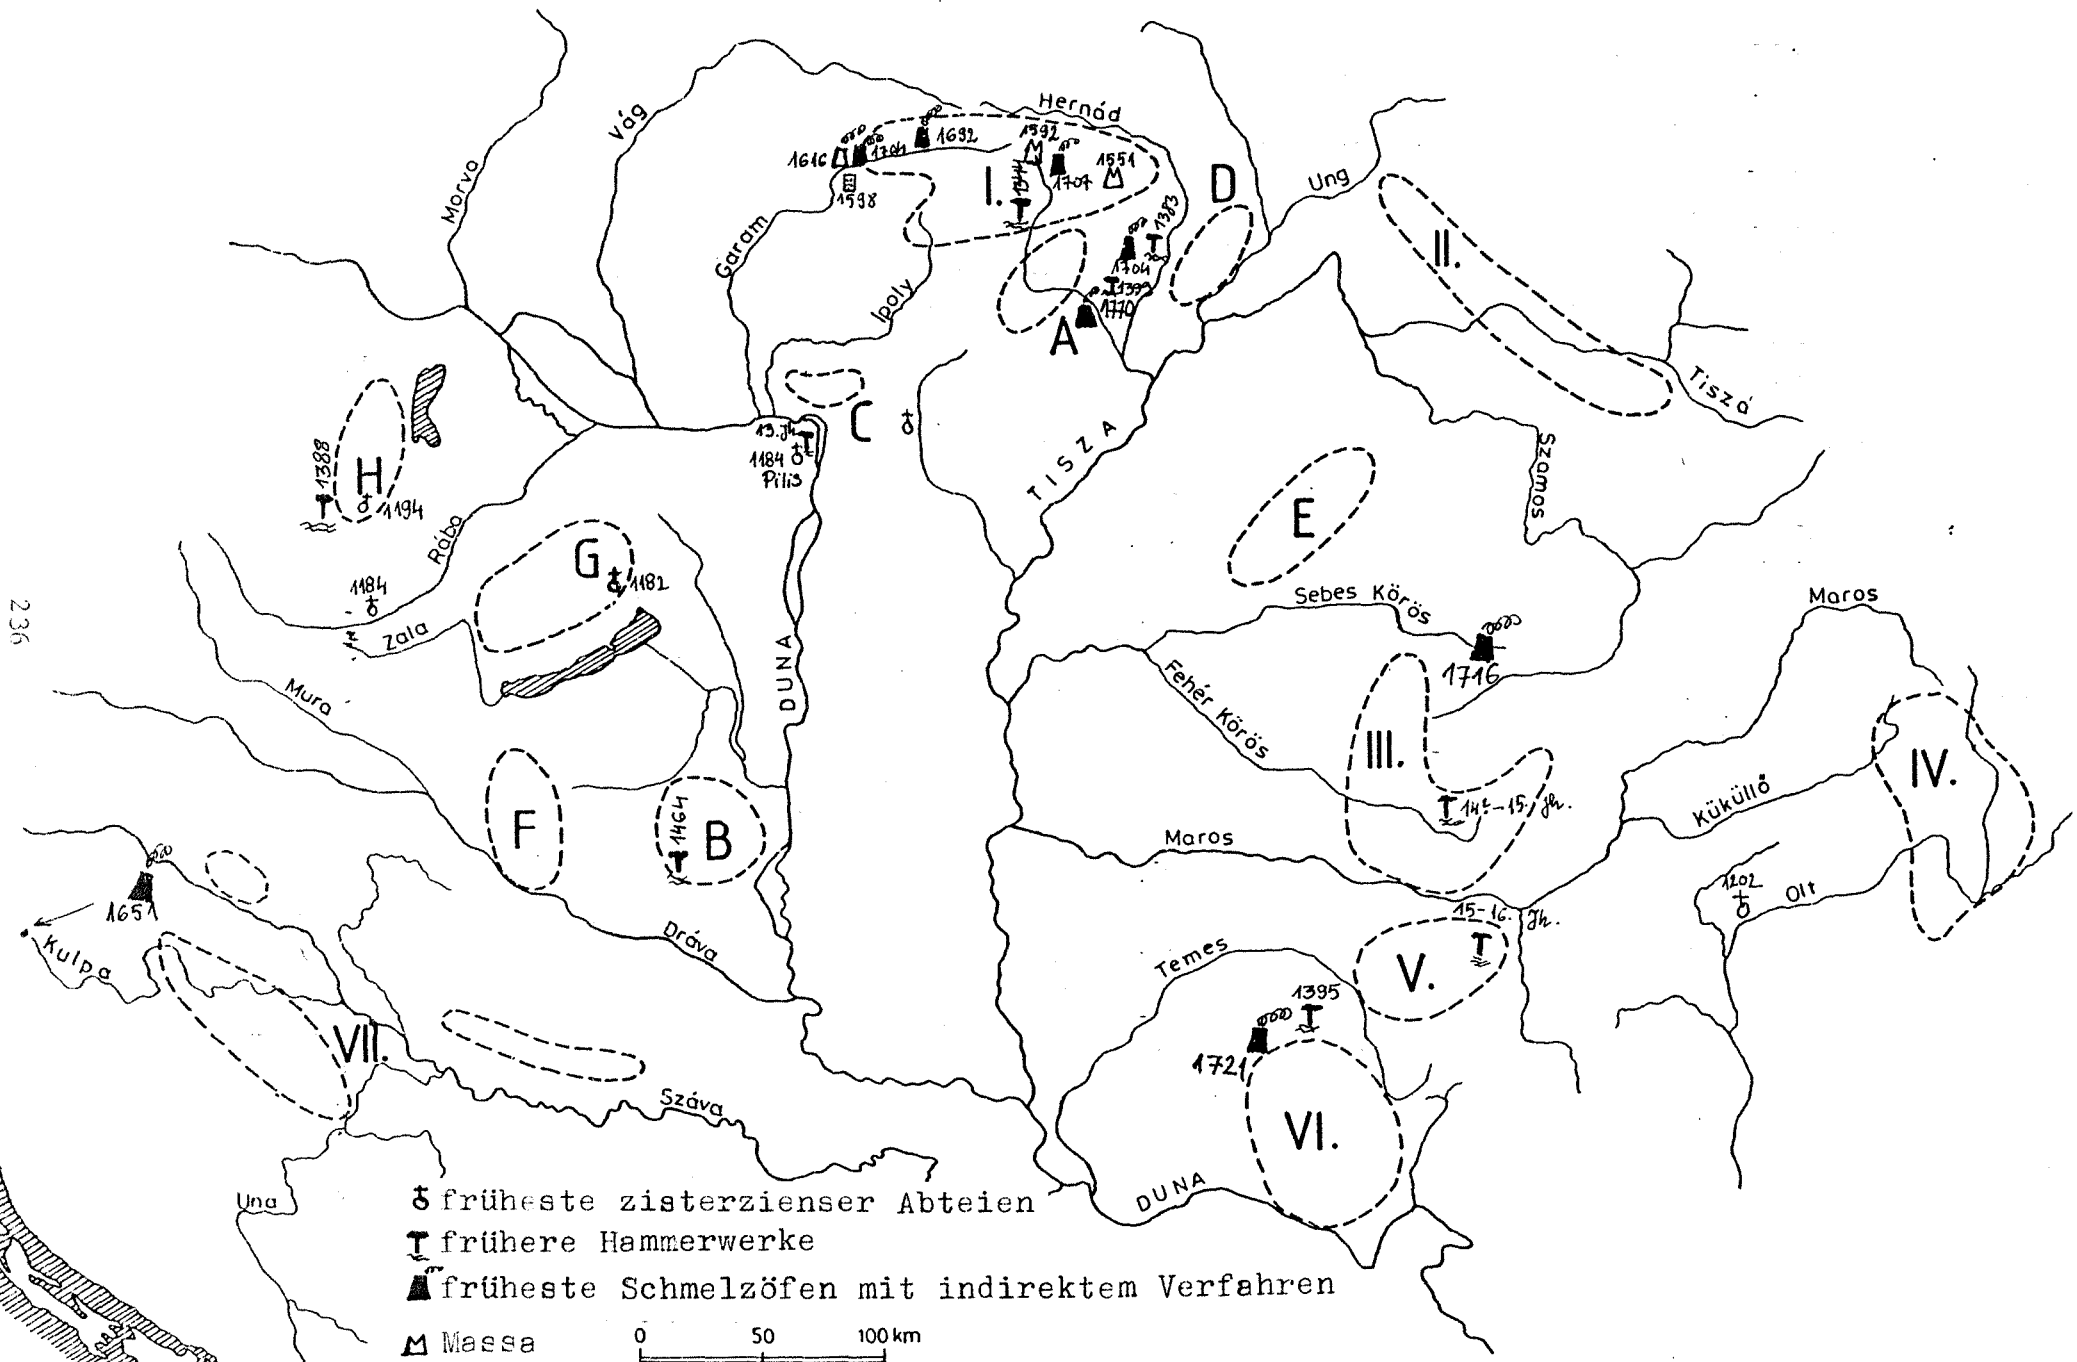 Hernád
1692
1592
Vág
1616
1704
1551
1707
I.
1344
1598
D
Ung
Morva
1383
II.
Garam
1704
1399
Ipoly
1770
A
Tisza
C
13. Jh.
1184
Pilis
TISZA
Szamos
1388
H
1194
Rába
E
G
1182
1184
Zala
Sebes Körös
Maros
236
1716
DUNA
Mura
Fehér Körös
III.
IV.
14.-15. Jh.
Küküllő
F
1464
B
Maros
1202
Olt
1651
15-16. Jh.
Kulpa
Dráva
Temes
V.
1395
VII.
1721
Száva
VI.
DUNA
Una
früheste zisterzienser Abteien
frühere Hammerwerke
früheste Schmelzöfen mit indirektem Verfahren
Massa
0 50 100 km